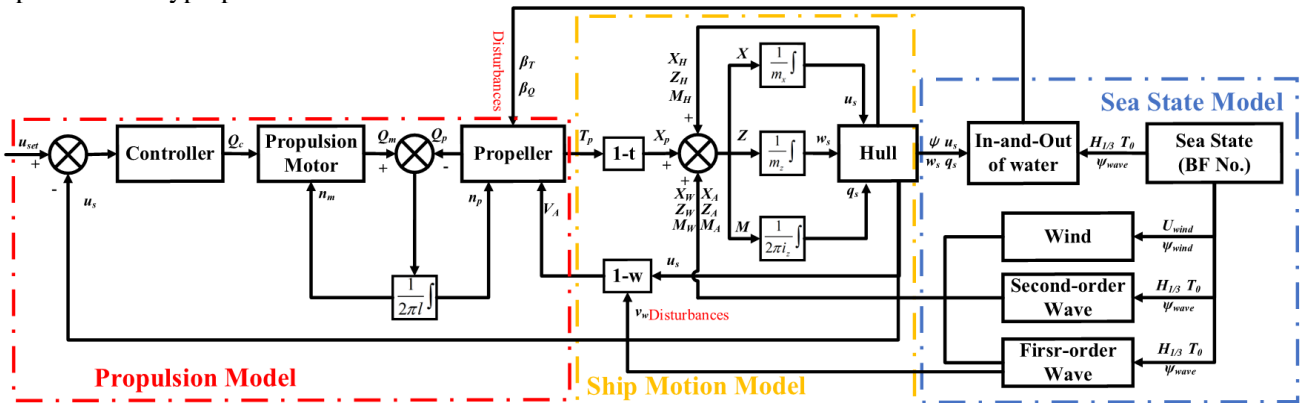 Disturbances
β_T
β_Q
X_H
Z_H
M_H
+
X
1/m_x ∫
u_s
Sea State Model
u_set
+
-
u_s
Controller
Q_c
Propulsion
Motor
Q_m
+
Q_p
-
Propeller
T_p
1-t
X_p
+
+
Z
1/m_z ∫
w_s
Hull
ψ u_s
w_s q_s
In-and-Out
of water
H_1/3 T_0
ψ_wave
Sea State
(BF No.)
n_m
n_p
V_A
X_W X_A
Z_W Z_A
M_W M_A
M
1/2πi_z ∫
q_s
Wind
U_wind
ψ_wind
1/2πI ∫
1-w
u_s
Second-order
Wave
H_1/3 T_0
ψ_wave
v_w Disturbances
Firsr-order
Wave
H_1/3 T_0
ψ_wave
Propulsion Model
Ship Motion Model